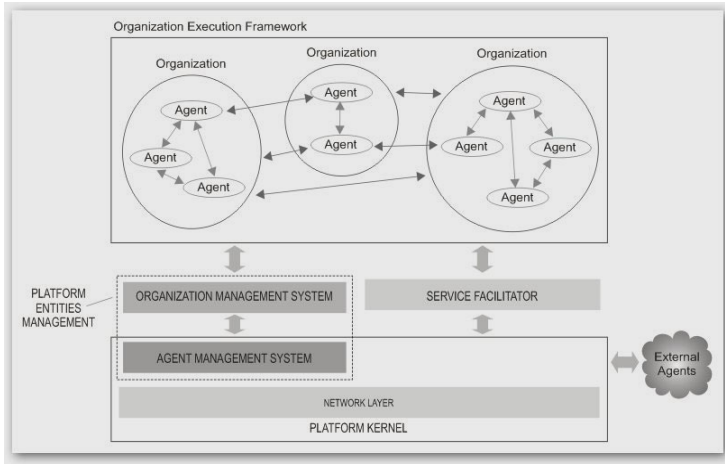 Organization Execution Framework
Organization
Organization
Organization
Agent
Agent
Agent
Agent
Agent
Agent
Agent
Agent
Agent
PLATFORM
ENTITIES
MANAGEMENT
ORGANIZATION MANAGEMENT SYSTEM
SERVICE FACILITATOR
AGENT MANAGEMENT SYSTEM
External
Agents
NETWORK LAYER
PLATFORM KERNEL